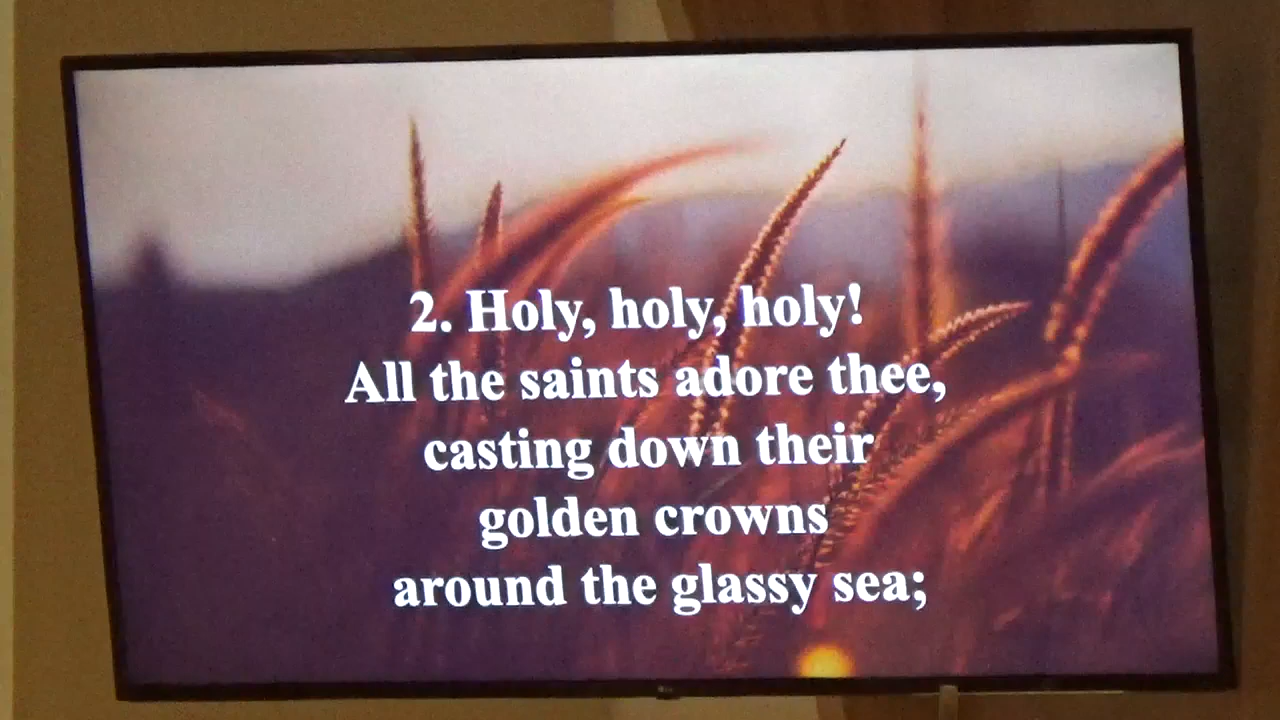 2. Holy, holy, holy!
All the saints adore thee,
casting down their
golden crowns
around the glassy sea;